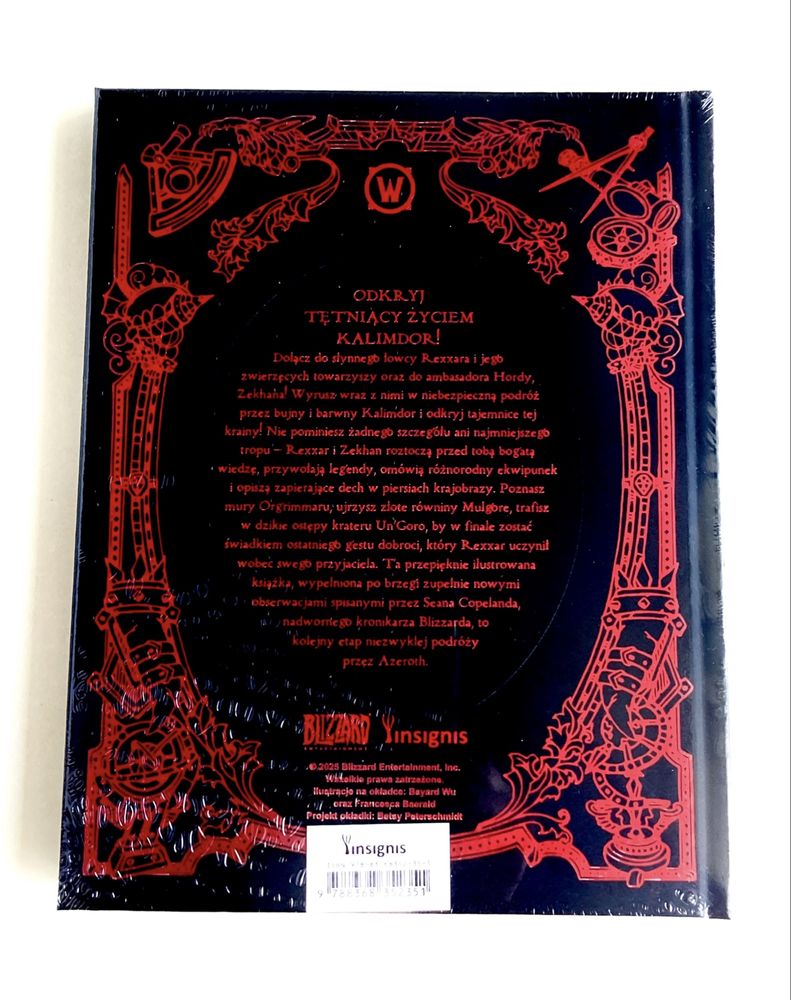 W
ODKRYJ
TĘTNIĄCY ŻYCIEM
KALIMDOR!
Dołącz do słynnego łowcy Rexxara i jego
zwierzęcych towarzyszy oraz do ambasadora Hordy,
Zekhana! Wyrusz wraz z nimi w niebezpieczną podróż
przez bujny i barwny Kalimdor i odkryj tajemnice tej
krainy! Nie pominiesz żadnego szczegółu ani najmniejszego
tropu – Rexxar i Zekhan roztoczą przed tobą bogatą
wiedzę, przywołają legendy, omówią różnorodny ekwipunek
i opiszą zapierające dech w piersiach krajobrazy. Poznasz
mury Orgrimmaru, ujrzysz złote równiny Mulgore, trafisz
w dzikie ostępy krateru Un'Goro, by w finale zostać
świadkiem ostatniego gestu dobroci, który Rexxar uczynił
wobec swego przyjaciela. Ta przepięknie ilustrowana
książka, wypełniona po brzegi zupełnie nowymi
obserwacjami spisanymi przez Seana Copelanda,
nadwornego kronikarza Blizzarda, to
kolejny etap niezwykłej podróży
przez Azeroth.
BLIZZARD
ENTERTAINMENT
insignis
© 2025 Blizzard Entertainment, Inc.
Wszelkie prawa zastrzeżone.
Ilustracje na okładce: Bayard Wu
oraz Francesca Baerald
Projekt okładki: Betsy Peterschmidt
insignis
9 788368 352351